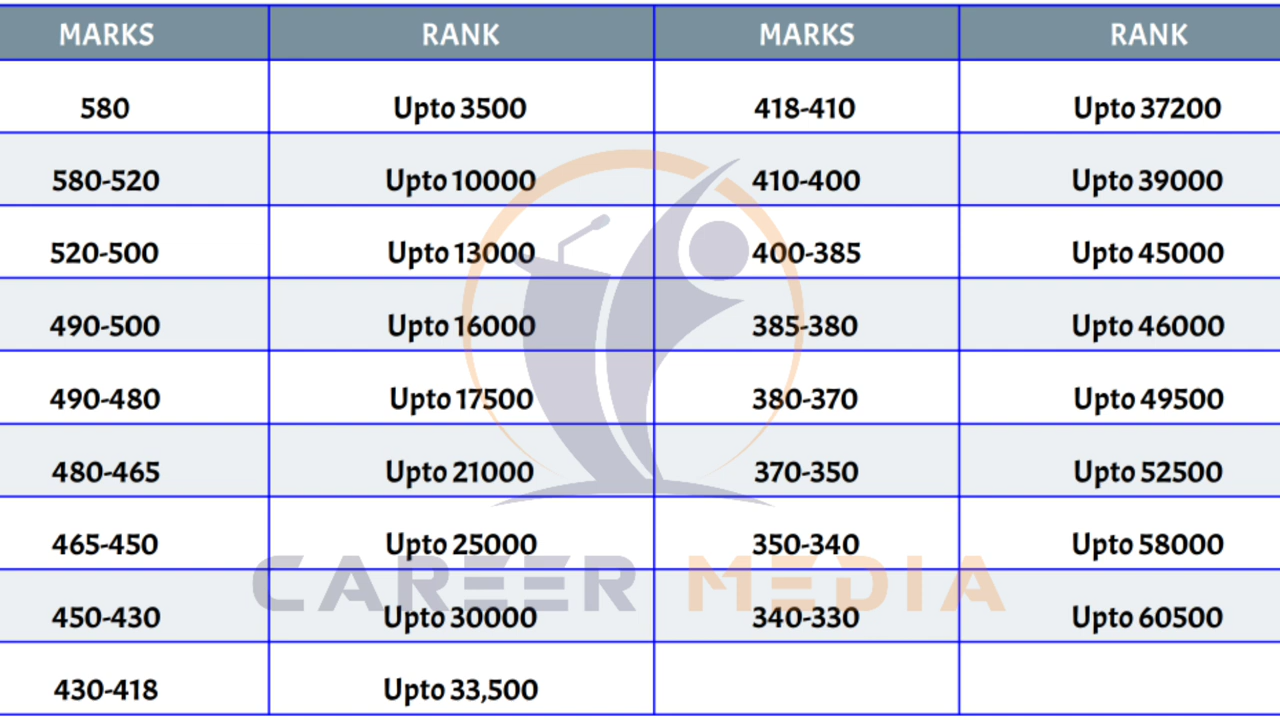 MARKS RANK MARKS RANK
580 Upto 3500 418-410 Upto 37200
580-520 Upto 10000 410-400 Upto 39000
520-500 Upto 13000 400-385 Upto 45000
490-500 Upto 16000 385-380 Upto 46000
490-480 Upto 17500 380-370 Upto 49500
480-465 Upto 21000 370-350 Upto 52500
465-450 Upto 25000 350-340 Upto 58000
CAREER MEDIA
450-430 Upto 30000 340-330 Upto 60500
430-418 Upto 33,500